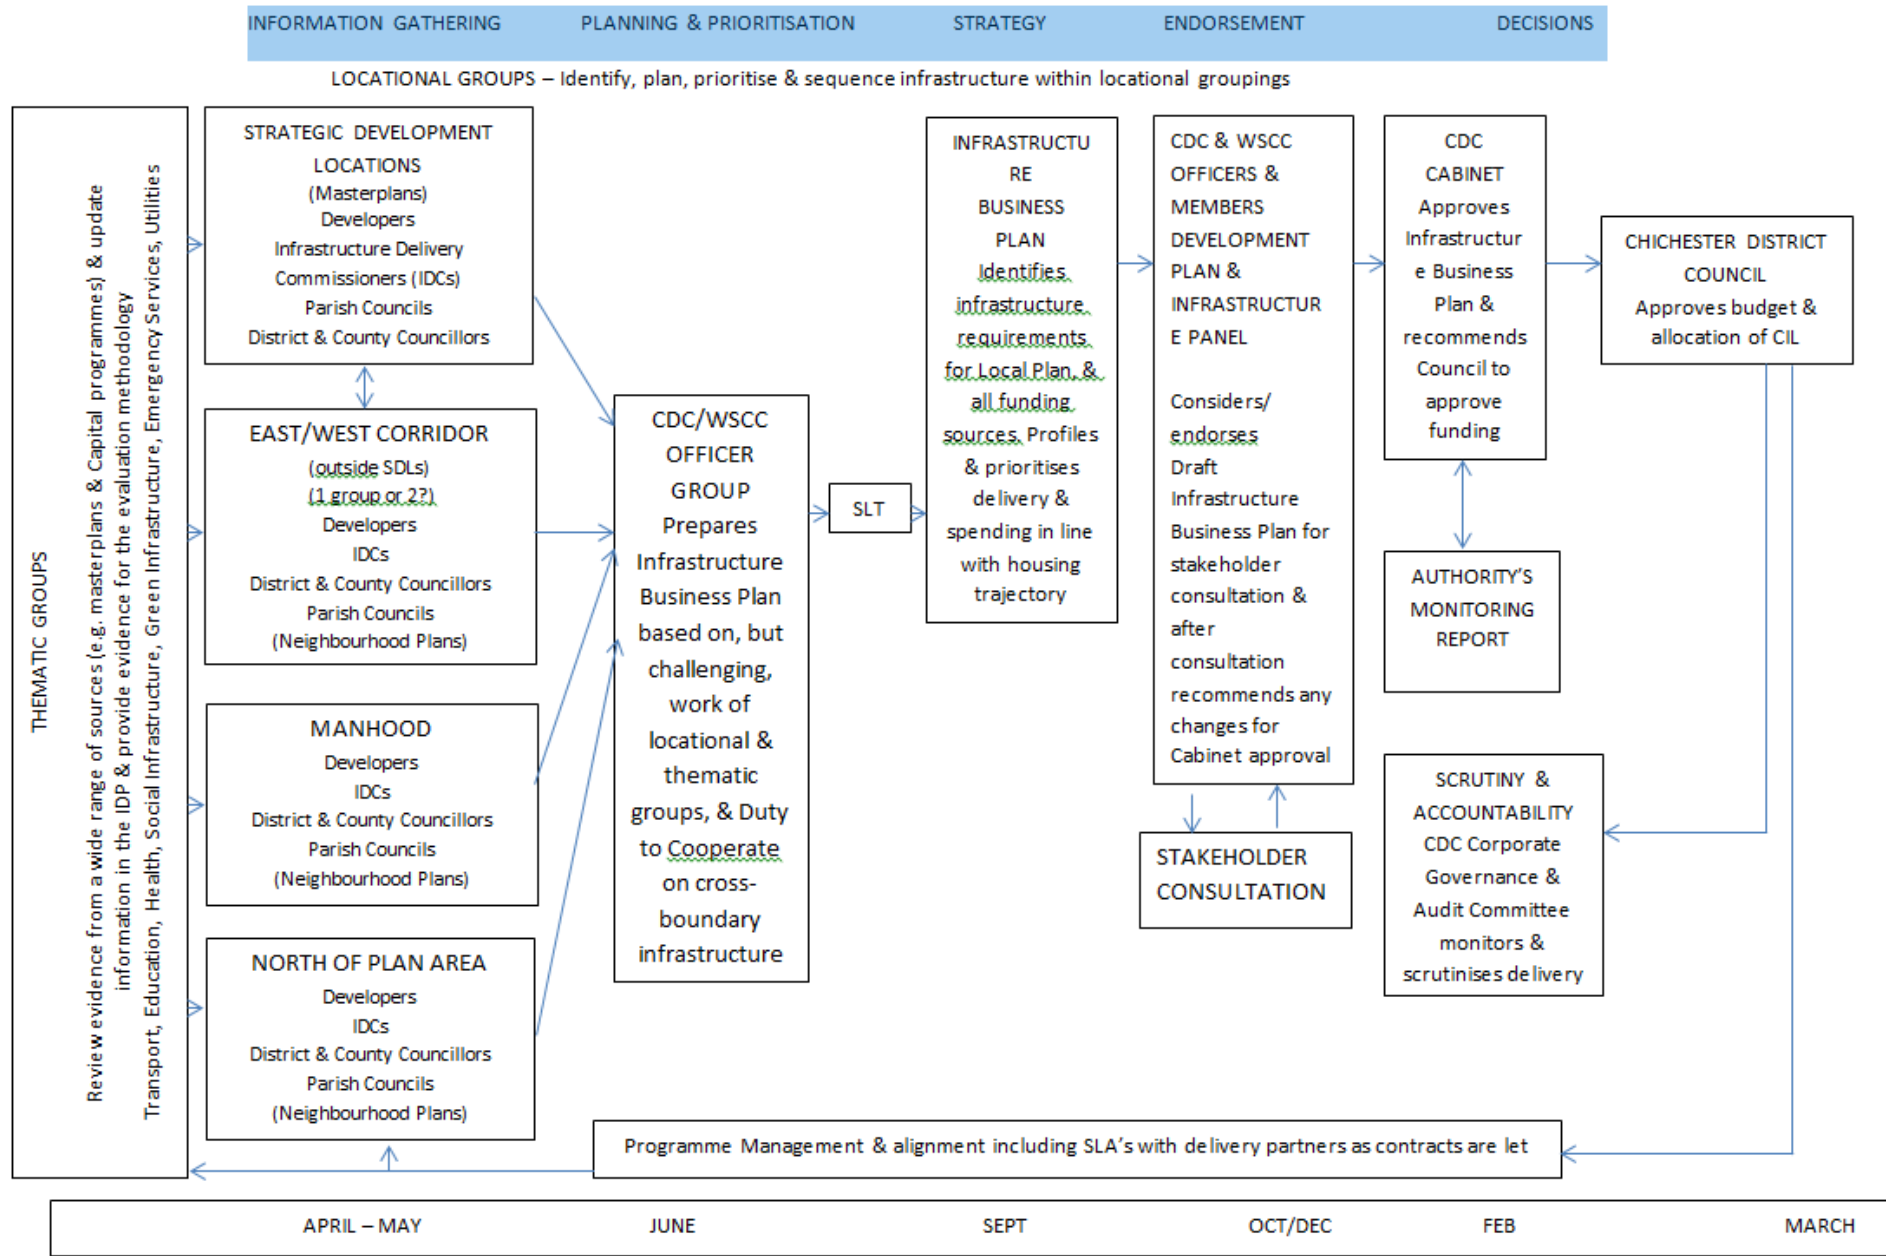 INFORMATION GATHERING
PLANNING & PRIORITISATION
STRATEGY
ENDORSEMENT
DECISIONS
LOCATIONAL GROUPS – Identify, plan, prioritise & sequence infrastructure within locational groupings
THEMATIC GROUPS
Review evidence from a wide range of sources (e.g. masterplans & Capital programmes) & update
information in the IDP & provide evidence for the evaluation methodology
Transport, Education, Health, Social Infrastructure, Green Infrastructure, Emergency Services, Utilities
STRATEGIC DEVELOPMENT
LOCATIONS
(Masterplans)
Developers
Infrastructure Delivery
Commissioners (IDCs)
Parish Councils
District & County Councillors
EAST/WEST CORRIDOR
(outside SDLs)
(1 group or 2?)
Developers
IDCs
District & County Councillors
Parish Councils
(Neighbourhood Plans)
MANHOOD
Developers
IDCs
District & County Councillors
Parish Councils
(Neighbourhood Plans)
NORTH OF PLAN AREA
Developers
IDCs
District & County Councillors
Parish Councils
(Neighbourhood Plans)
CDC/WSCC
OFFICER
GROUP
Prepares
Infrastructure
Business Plan
based on, but
challenging,
work of
locational &
thematic
groups, & Duty
to Cooperate
on cross-
boundary
infrastructure
SLT
INFRASTRUCTU
RE
BUSINESS
PLAN
Identifies
infrastructure
requirements
for Local Plan, &
all funding
sources. Profiles
& prioritises
delivery &
spending in line
with housing
trajectory
CDC & WSCC
OFFICERS &
MEMBERS
DEVELOPMENT
PLAN &
INFRASTRUCTUR
E PANEL
Considers/
endorses
Draft
Infrastructure
Business Plan for
stakeholder
consultation &
after
consultation
recommends any
changes for
Cabinet approval
STAKEHOLDER
CONSULTATION
CDC
CABINET
Approves
Infrastructur
e Business
Plan &
recommends
Council to
approve
funding
AUTHORITY'S
MONITORING
REPORT
SCRUTINY &
ACCOUNTABILITY
CDC Corporate
Governance &
Audit Committee
monitors &
scrutinises delivery
CHICHESTER DISTRICT
COUNCIL
Approves budget &
allocation of CIL
Programme Management & alignment including SLA's with delivery partners as contracts are let
APRIL – MAY
JUNE
SEPT
OCT/DEC
FEB
MARCH